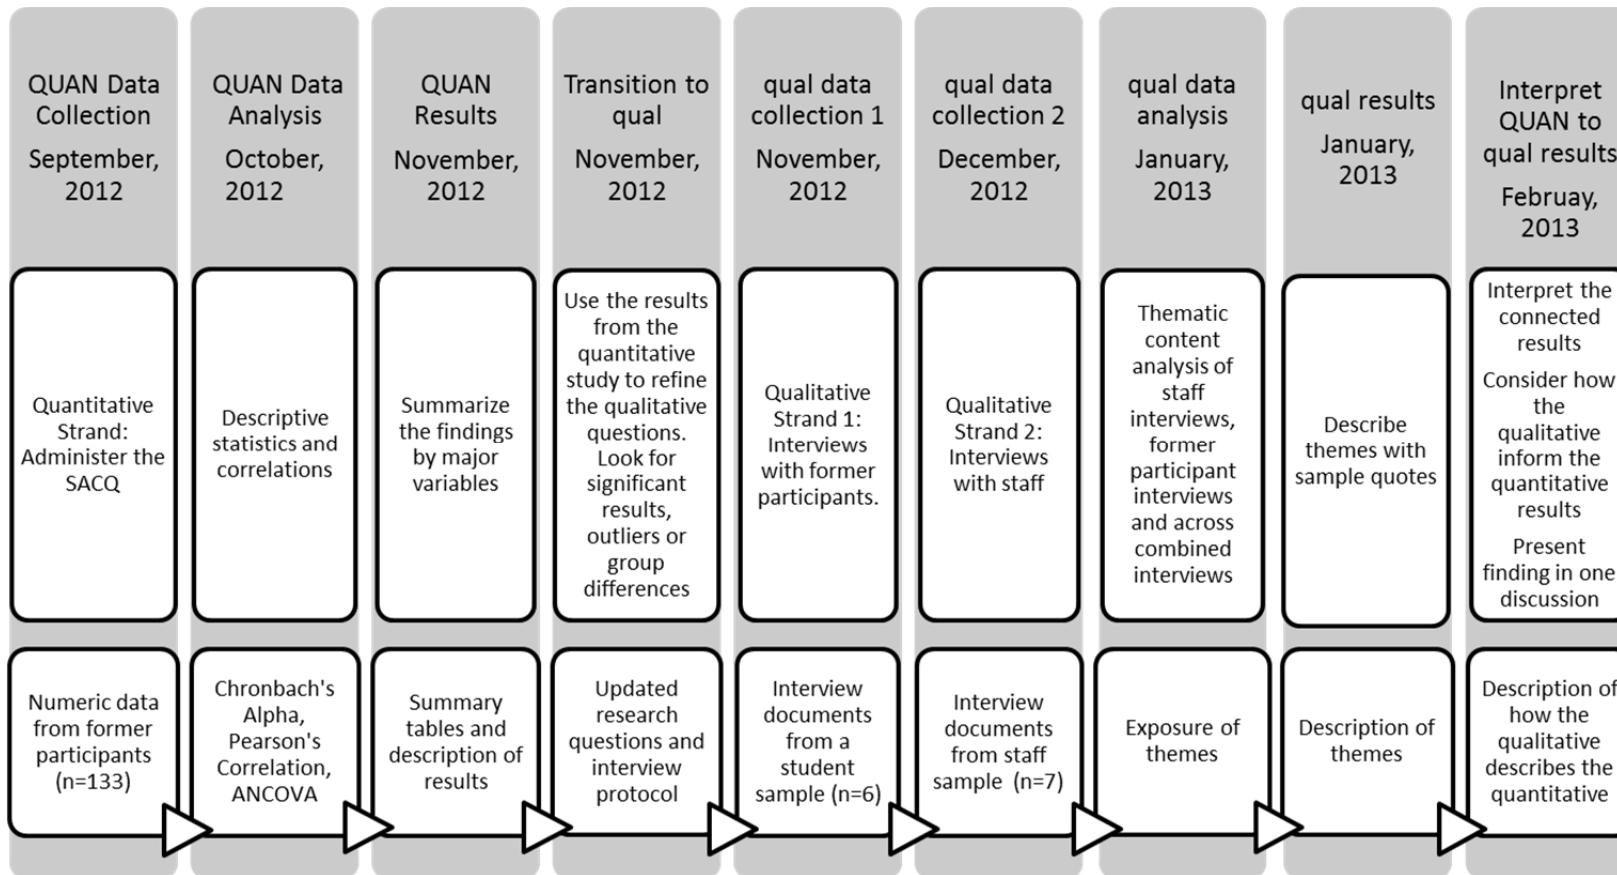 QUAN Data
Collection
September,
2012
Quantitative
Strand:
Administer the
SACQ
Numeric data
from former
participants
(n=133)
QUAN Data
Analysis
October,
2012
Descriptive
statistics and
correlations
Chronbach's
Alpha,
Pearson's
Correlation,
ANCOVA
QUAN
Results
November,
2012
Summarize
the findings
by major
variables
Summary
tables and
description of
results
Transition to
qual
November,
2012
Use the results
from the
quantitative
study to refine
the qualitative
questions.
Look for
significant
results,
outliers or
group
differences
Updated
research
questions and
interview
protocol
qual data
collection 1
November,
2012
Qualitative
Strand 1:
Interviews
with former
participants.
Interview
documents
from a
student
sample (n=6)
qual data
collection 2
December,
2012
Qualitative
Strand 2:
Interviews
with staff
Interview
documents
from staff
sample (n=7)
qual data
analysis
January,
2013
Thematic
content
analysis of
staff
interviews,
former
participant
interviews
and across
combined
interviews
Exposure of
themes
qual results
January,
2013
Describe
themes with
sample quotes
Description of
themes
Interpret
QUAN to
qual results
Februay,
2013
Interpret the
connected
results
Consider how
the
qualitative
inform the
quantitative
results
Present
finding in one
discussion
Description of
how the
qualitative
describes the
quantitative